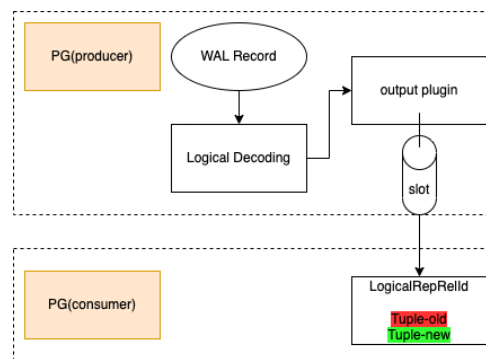 PG(producer)
WAL Record
output plugin
Logical Decoding
slot
PG(consumer)
LogicalRepRelId
Tuple-old
Tuple-new